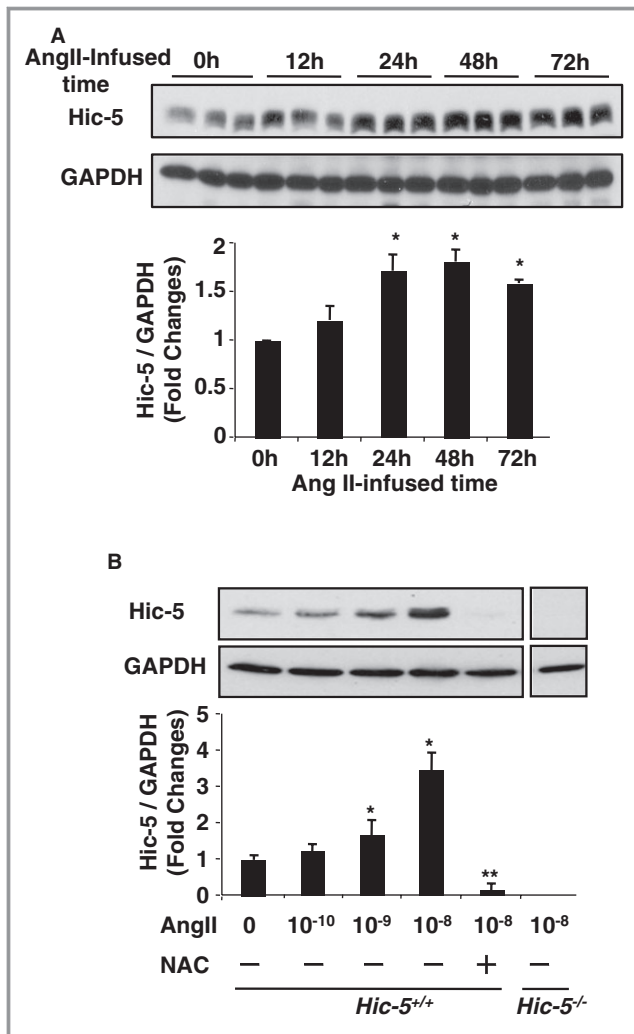 A
AngII-Infused time 0h 12h 24h 48h 72h
Hic-5
GAPDH
Hic-5 / GAPDH
(Fold Changes)
2
1.5
1
0.5
0
* * *
0h 12h 24h 48h 72h
Ang II-infused time
B
Hic-5
GAPDH
Hic-5 / GAPDH
(Fold Changes)
5
4
3
2
1
0
* * **
AngII 0 10⁻¹⁰ 10⁻⁹ 10⁻⁸ 10⁻⁸ 10⁻⁸
NAC − − − − + −
Hic-5⁺/⁺ Hic-5⁻/⁻